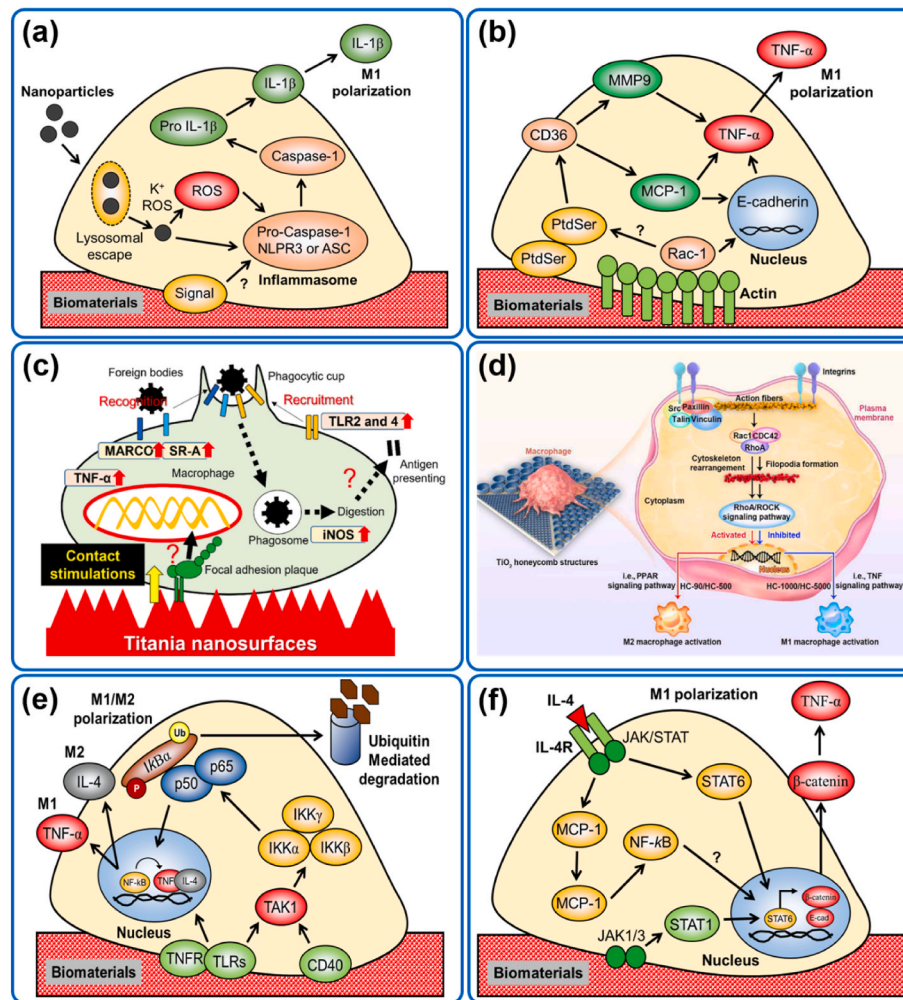 (a)
IL-1β
IL-1β
M1
polarization
Nanoparticles
Pro IL-1β
Caspase-1
K+
ROS
ROS
Lysosomal
escape
Pro-Caspase-1
NLPR3 or ASC
Inflammasome
?
Signal
Biomaterials
(b)
TNF-α
M1
polarization
MMP9
CD36
TNF-α
MCP-1
E-cadherin
Nucleus
PtdSer
PtdSer
?
Rac-1
Actin
Biomaterials
(c)
Foreign bodies
Phagocytic cup
Recognition
Recruitment
TLR2 and 4
MARCO
SR-A
TNF-α
Macrophage
?
Antigen
presenting
Digestion
Phagosome
iNOS
Contact
stimulations
?
Focal adhesion plaque
Titania nanosurfaces
(d)
Integrins
Src
Paxillin
Talin
Vinculin
Action fibers
Plasma
membrane
Rac1
CDC42
RhoA
Macrophage
Cytoskeleton
rearrangement
Filopodia formation
Cytoplasm
RhoA/ROCK
signaling pathway
Activated
Inhibited
Nucleus
TiO2 honeycomb structures
i.e., PPAR
signaling pathway
HC-90/HC-500
HC-1000/HC-5000
i.e., TNF
signaling pathway
M2 macrophage activation
M1 macrophage activation
(e)
M1/M2
polarization
Ub
IkBα
P
p50
p65
Ubiquitin
Mediated
degradation
M2
IL-4
M1
TNF-α
IKKγ
IKKα
IKKβ
NF-kB
TNF
IL-4
TAK1
Nucleus
TNFR
TLRs
CD40
Biomaterials
(f)
M1 polarization
IL-4
IL-4R
JAK/STAT
TNF-α
STAT6
β-catenin
MCP-1
NF-kB
?
MCP-1
STAT1
JAK1/3
STAT6
β-catenin
E-cad
Nucleus
Biomaterials